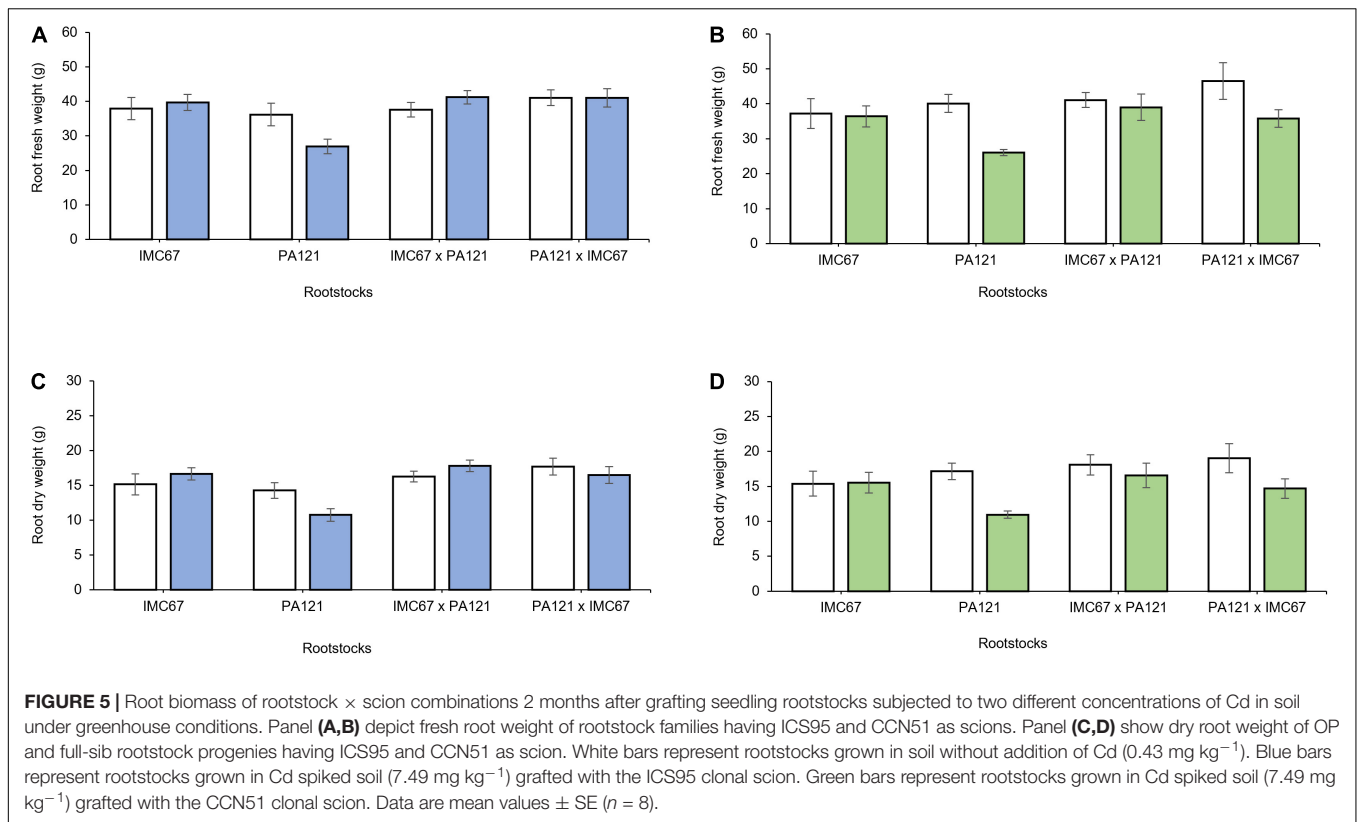 A
60
50
40
30
20
10
0
Root fresh weight (g)
IMC67 PA121 IMC67 x PA121 PA121 x IMC67
Rootstocks
B
60
50
40
30
20
10
0
Root fresh weight (g)
IMC67 PA121 IMC67 x PA121 PA121 x IMC67
Rootstocks
C
30
25
20
15
10
5
0
Root dry weight (g)
IMC67 PA121 IMC67 x PA121 PA121 x IMC67
Rootstocks
D
30
25
20
15
10
5
0
Root dry weight (g)
IMC67 PA121 IMC67 x PA121 PA121 x IMC67
Rootstocks
FIGURE 5 | Root biomass of rootstock × scion combinations 2 months after grafting seedling rootstocks subjected to two different concentrations of Cd in soil
under greenhouse conditions. Panel (A,B) depict fresh root weight of rootstock families having ICS95 and CCN51 as scions. Panel (C,D) show dry root weight of OP
and full-sib rootstock progenies having ICS95 and CCN51 as scion. White bars represent rootstocks grown in soil without addition of Cd (0.43 mg kg⁻¹). Blue bars
represent rootstocks grown in Cd spiked soil (7.49 mg kg⁻¹) grafted with the ICS95 clonal scion. Green bars represent rootstocks grown in Cd spiked soil (7.49 mg
kg⁻¹) grafted with the CCN51 clonal scion. Data are mean values ± SE (n = 8).